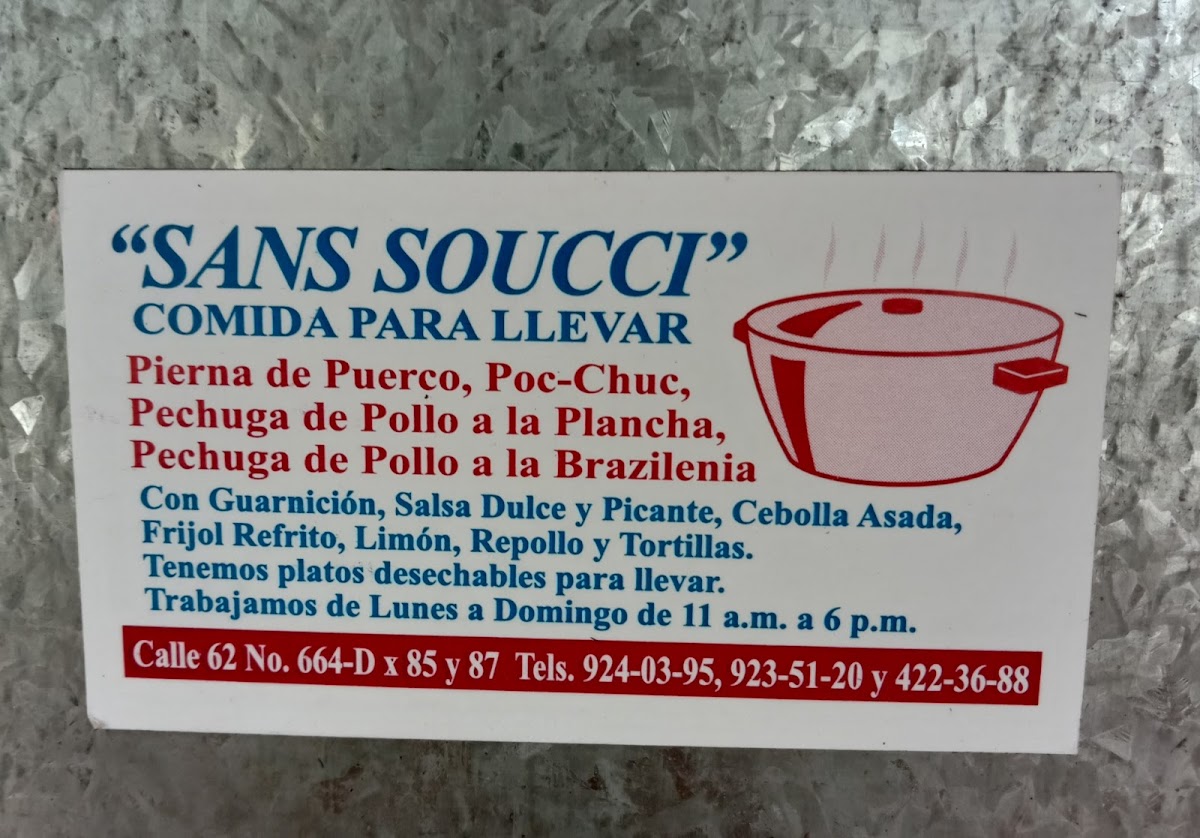 “SANS SOUCCI”
COMIDA PARA LLEVAR
Pierna de Puerco, Poc-Chuc,
Pechuga de Pollo a la Plancha,
Pechuga de Pollo a la Brazilenia
Con Guarnición, Salsa Dulce y Picante, Cebolla Asada,
Frijol Refrito, Limón, Repollo y Tortillas.
Tenemos platos desechables para llevar.
Trabajamos de Lunes a Domingo de 11 a.m. a 6 p.m.
Calle 62 No. 664-D x 85 y 87 Tels. 924-03-95, 923-51-20 y 422-36-88